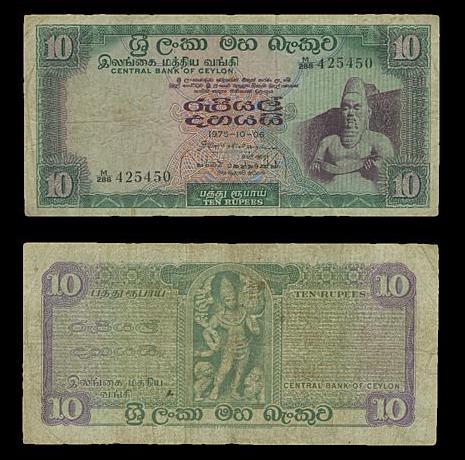 10 ශ්‍රී ලංකා මහ බැංකුව 10
இலங்கை மத்திய வங்கி
CENTRAL BANK OF CEYLON
M/288 425450
රුපියල්
දහයයි
1975-10-06
M/288 425450
10 பத்து ரூபாய் 10
TEN RUPEES
10 10
பத்து ரூபாய் TEN RUPEES
රුපියල්
දහයයි
இலங்கை மத்திய
வங்கி
CENTRAL BANK OF CEYLON
10 ශ්‍රී ලංකා මහ බැංකුව 10